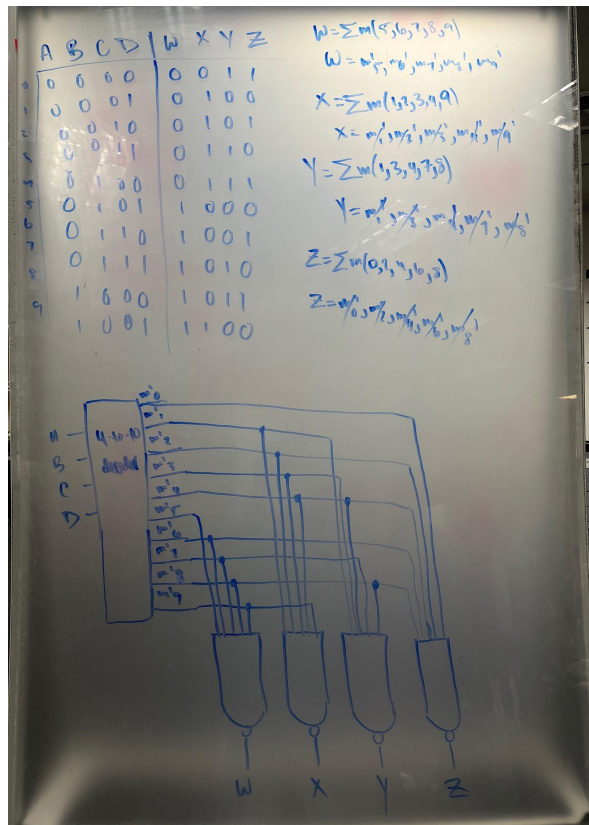 A B C D W X Y Z
0 0 0 0 0 0 0 1 1
1 0 0 0 1 0 1 0 0
2 0 0 1 0 0 1 0 1
3 0 0 1 1 0 1 1 0
4 0 1 0 0 0 1 1 1
5 0 1 0 1 1 0 0 0
6 0 1 1 0 1 0 0 1
7 0 1 1 1 1 0 1 0
8 1 0 0 0 1 0 1 1
9 1 0 0 1 1 1 0 0
W=∑m(5,6,7,8,9)
W=m'5, m'6, m'7, m'8, m'9
X=∑m(1,2,3,4,9)
X=m'1, m'2, m'3, m'4, m'9
Y=∑m(1,3,4,7,8)
Y=m'1, m'3, m'4, m'7, m'8
Z=∑m(0,2,4,6,8)
Z=m'0, m'2, m'4, m'6, m'8
m'0
m'1
A 4-to-10 m'2
B m'3
C m'4
D m'5
m'6
m'7
m'8
m'9
W X Y Z